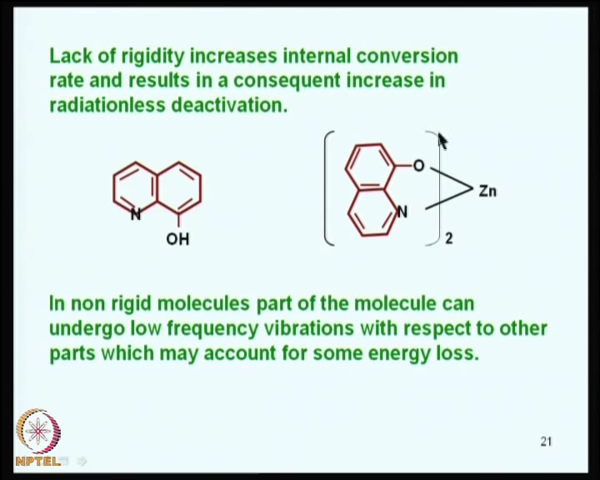 Lack of rigidity increases internal conversion
rate and results in a consequent increase in
radiationless deactivation.
N
OH
O
N
Zn
2
In non rigid molecules part of the molecule can
undergo low frequency vibrations with respect to other
parts which may account for some energy loss.
NPTEL
21